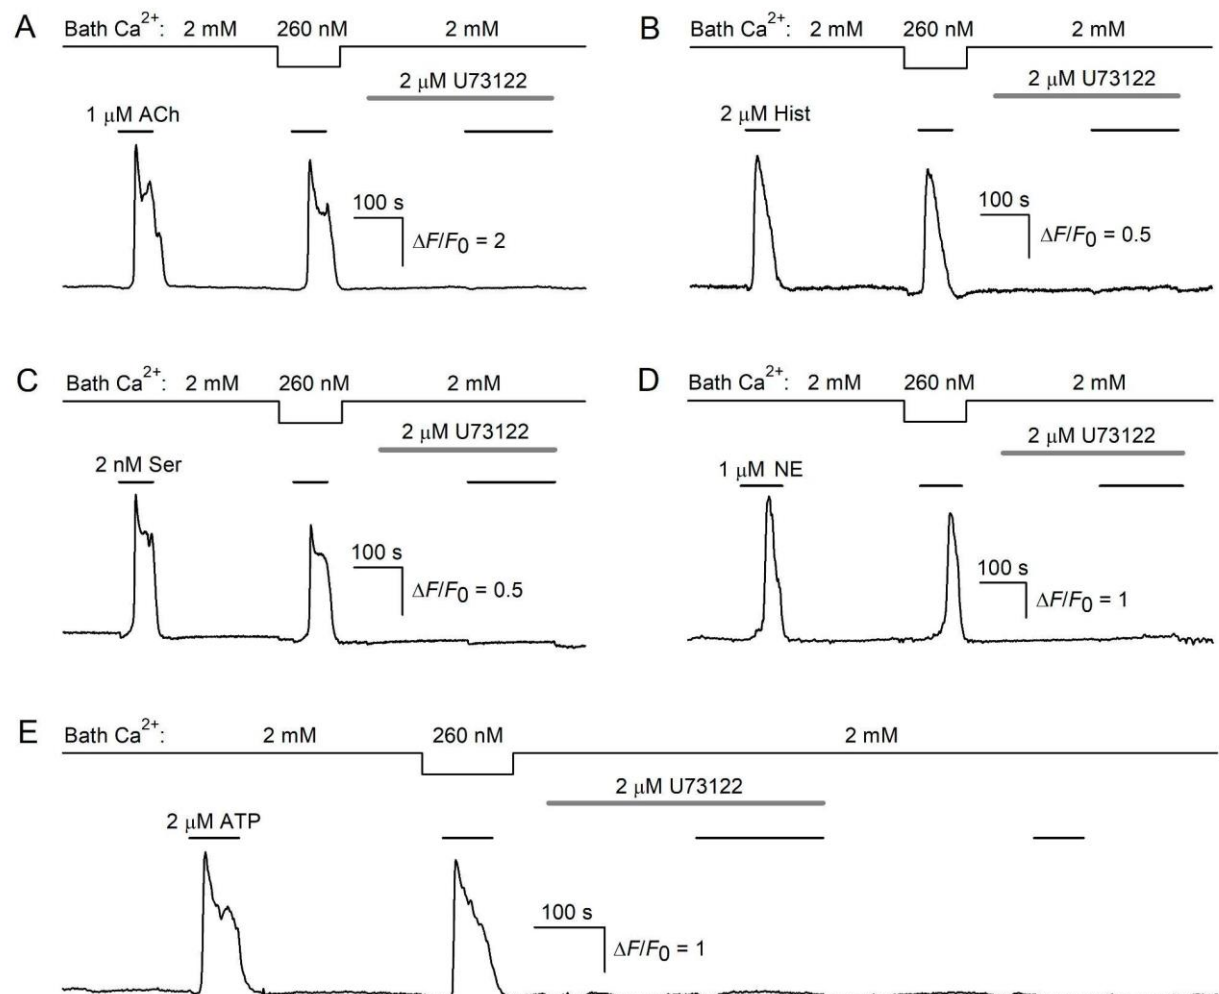 A
Bath Ca²⁺: 2 mM 260 nM 2 mM
2 μM U73122
1 μM ACh
100 s
ΔF/F0 = 2
B
Bath Ca²⁺: 2 mM 260 nM 2 mM
2 μM U73122
2 μM Hist
100 s
ΔF/F0 = 0.5
C
Bath Ca²⁺: 2 mM 260 nM 2 mM
2 μM U73122
2 nM Ser
100 s
ΔF/F0 = 0.5
D
Bath Ca²⁺: 2 mM 260 nM 2 mM
2 μM U73122
1 μM NE
100 s
ΔF/F0 = 1
E
Bath Ca²⁺: 2 mM 260 nM 2 mM
2 μM U73122
2 μM ATP
100 s
ΔF/F0 = 1